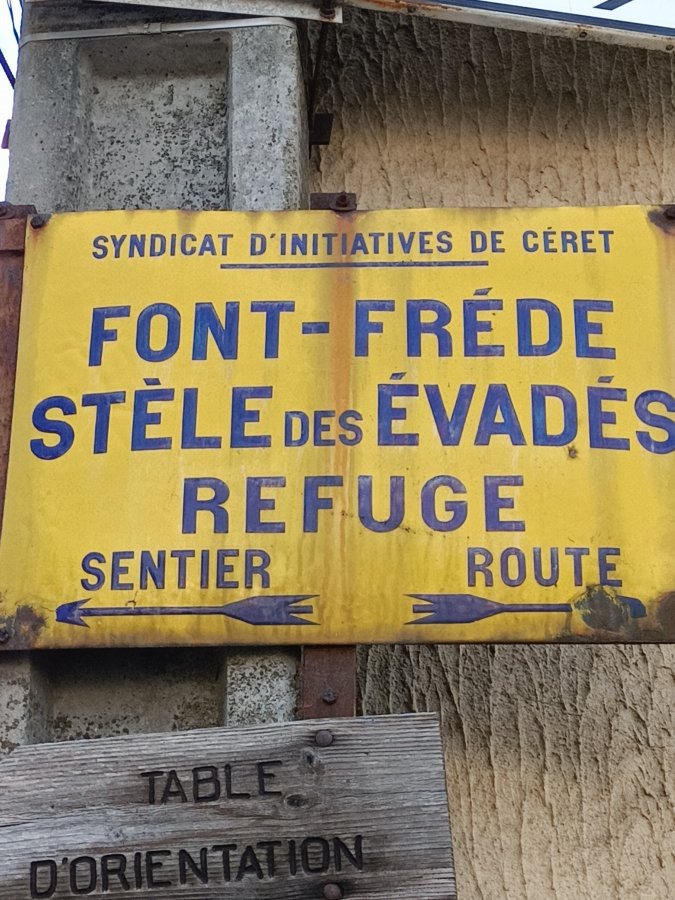 SYNDICAT D'INITIATIVES DE CÉRET
FONT-FRÉDE
STÈLE DES ÉVADÉS
REFUGE
SENTIER ROUTE
TABLE
D'ORIENTATION